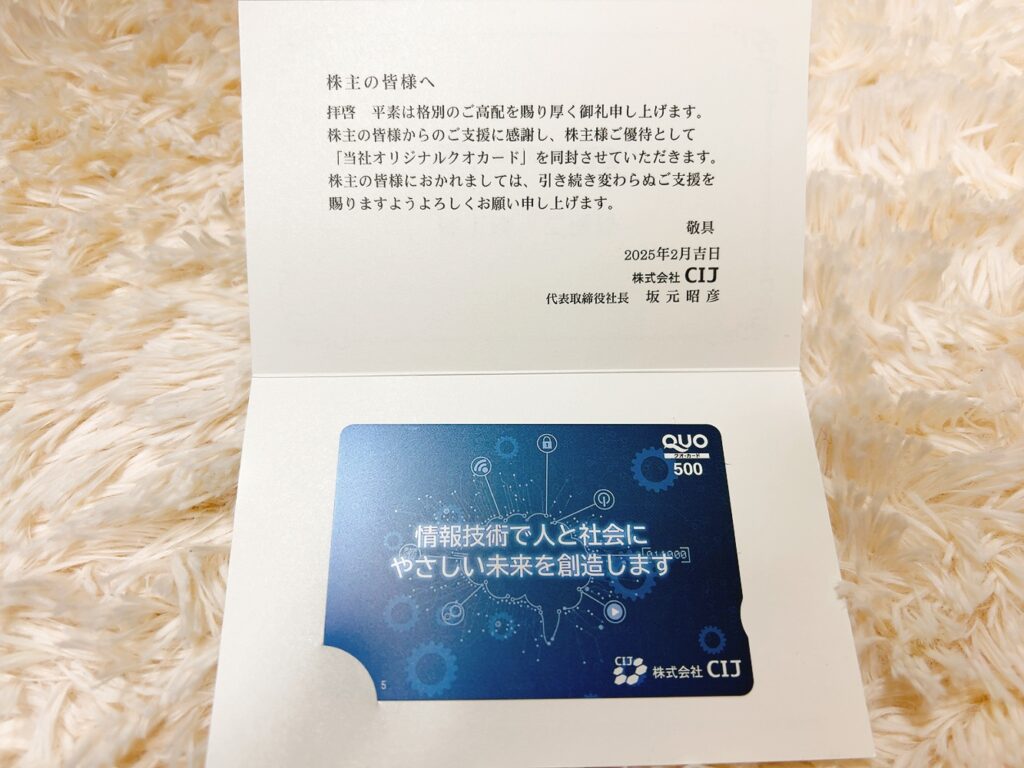 株主の皆様へ
拝啓　平素は格別のご高配を賜り厚く御礼申し上げます。
株主の皆様からのご支援に感謝し、株主様ご優待として
「当社オリジナルクオカード」を同封させていただきます。
株主の皆様におかれましては、引き続き変わらぬご支援を
賜りますようよろしくお願い申し上げます。
敬具
2025年2月吉日
株式会社 CIJ
代表取締役社長　坂元昭彦
QUO
クオ・カード
500
情報技術で人と社会に
やさしい未来を創造します
CIJ
株式会社 CIJ
5